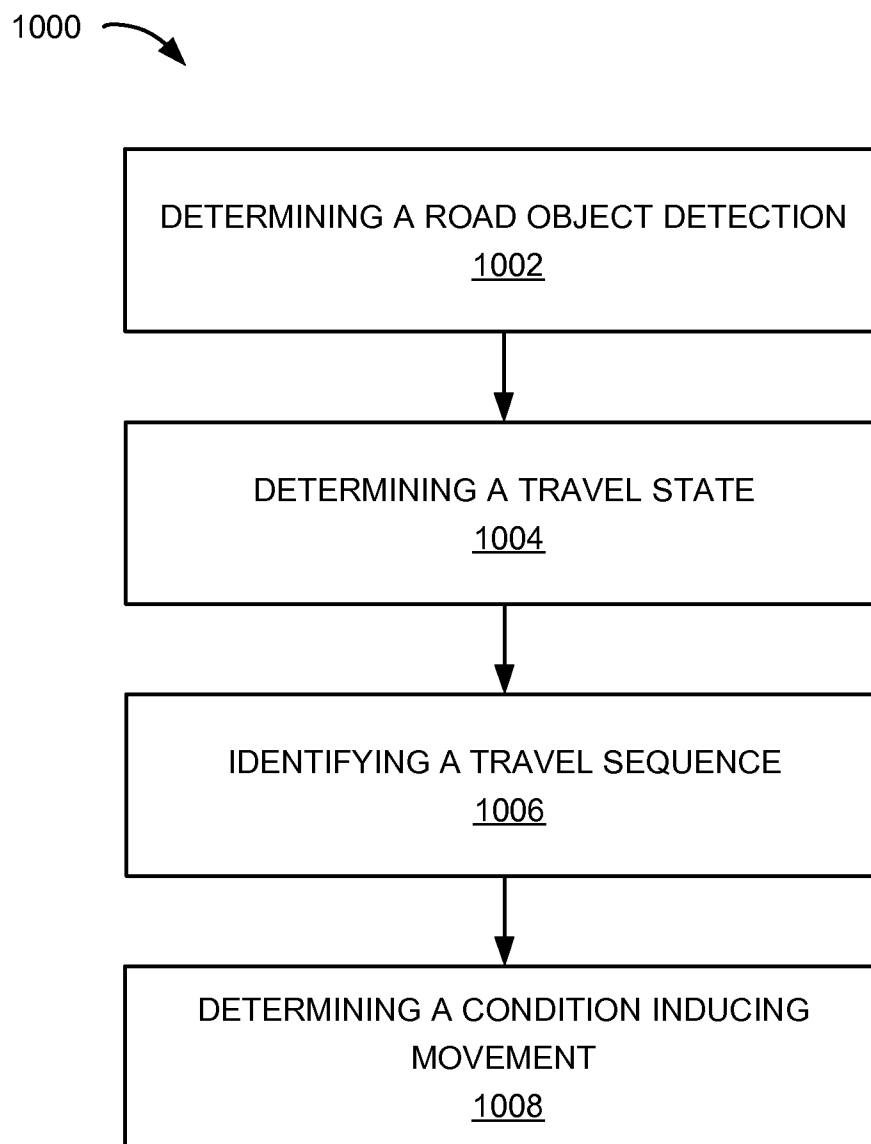 1000
DETERMINING A ROAD OBJECT DETECTION
1002
DETERMINING A TRAVEL STATE
1004
IDENTIFYING A TRAVEL SEQUENCE
1006
DETERMINING A CONDITION INDUCING
MOVEMENT
1008